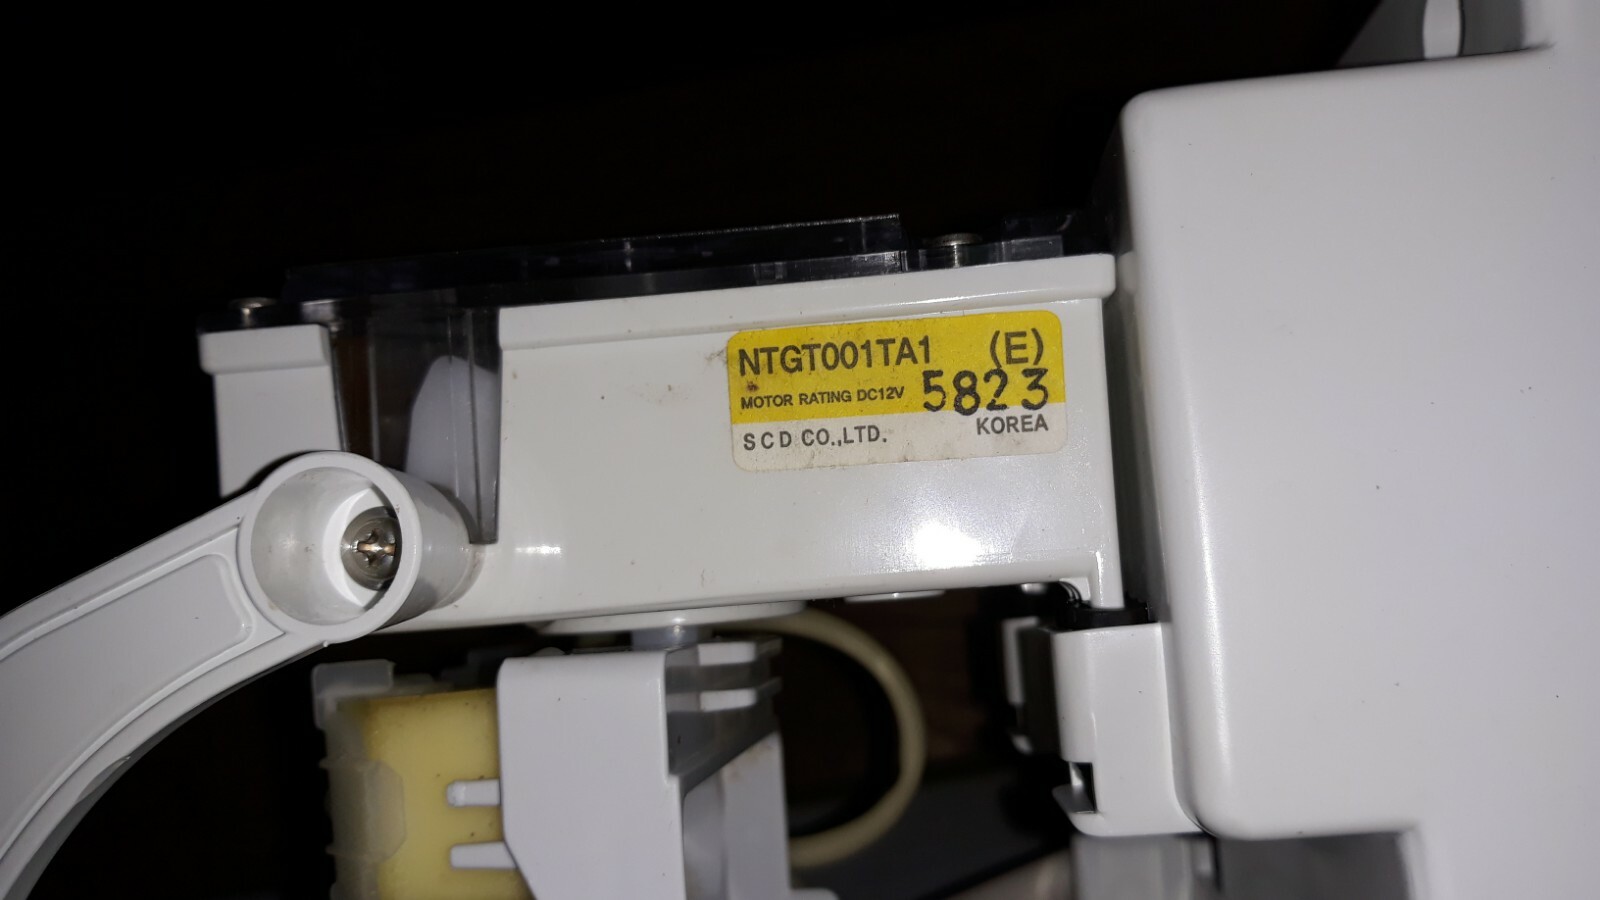 NTGT001TA1 (E)
MOTOR RATING DC12V 5823
S C D CO.,LTD. KOREA